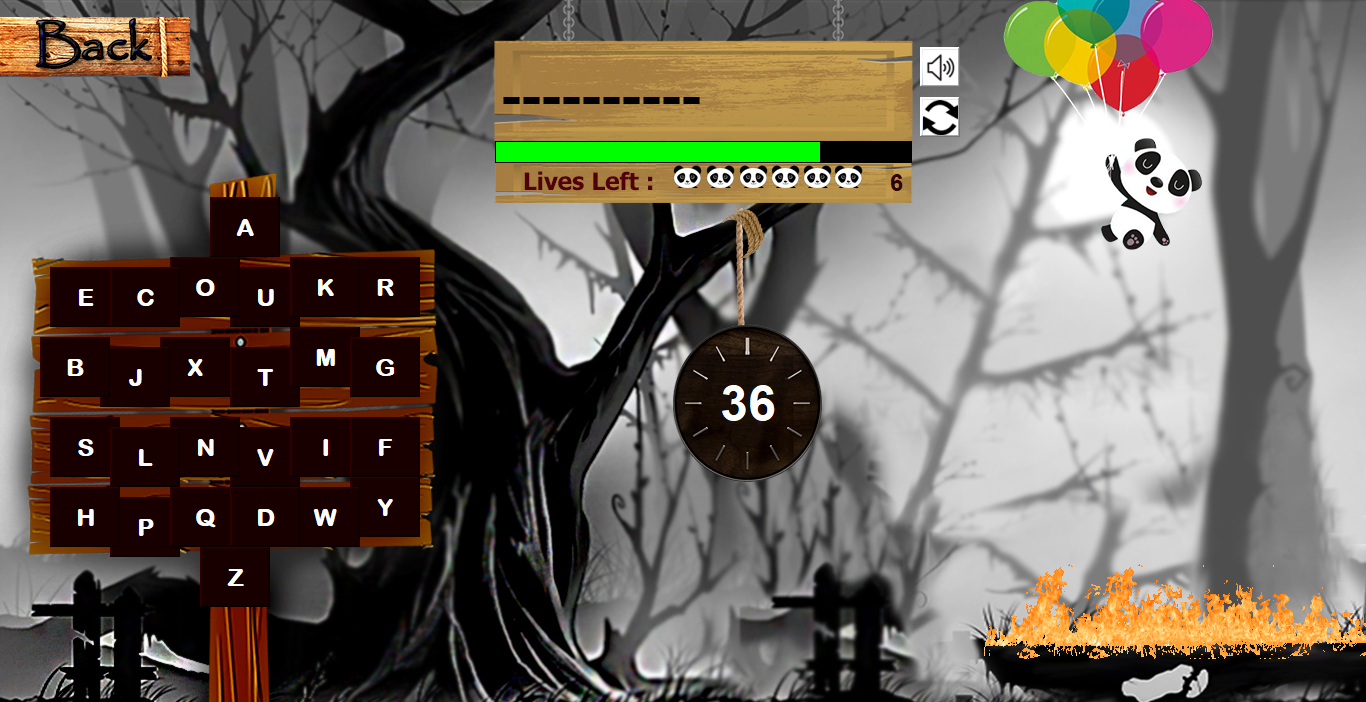 Back
----------
Lives Left : 6
A
E C O U K R
B J X T M G
S L N V I F
H P Q D W Y
Z
36